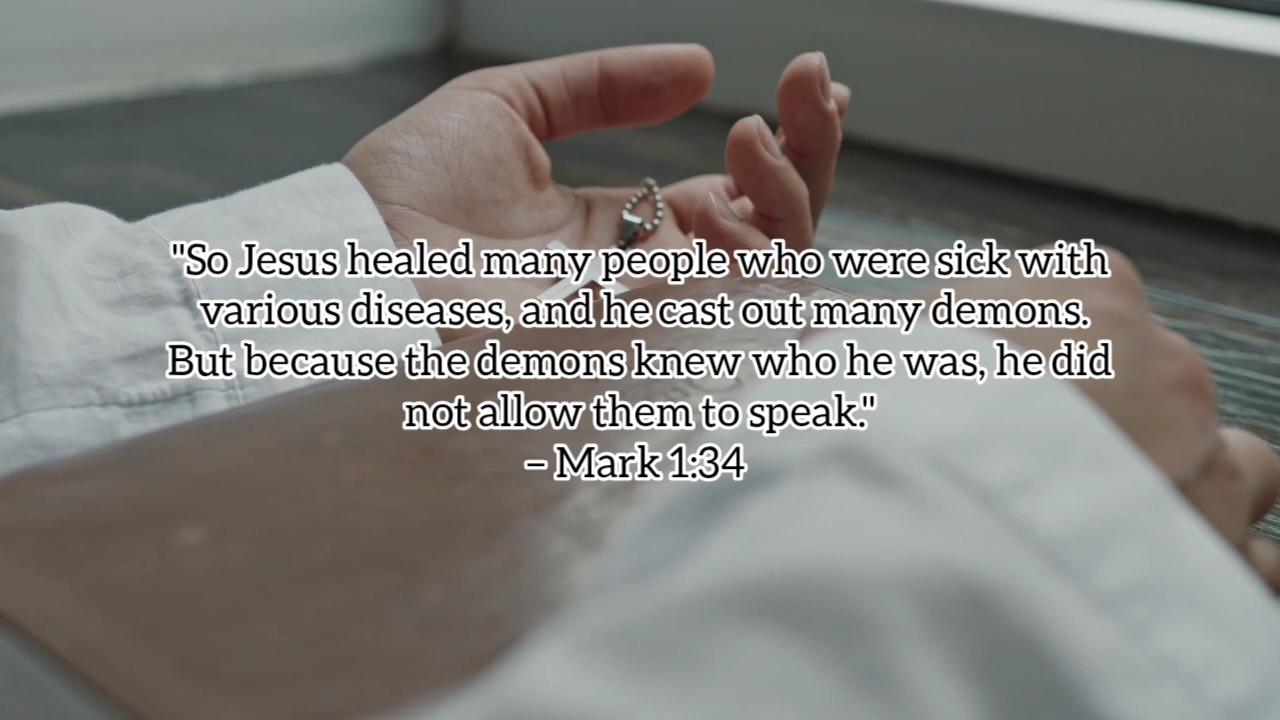 "So Jesus healed many people who were sick with
various diseases, and he cast out many demons.
But because the demons knew who he was, he did
not allow them to speak."
– Mark 1:34